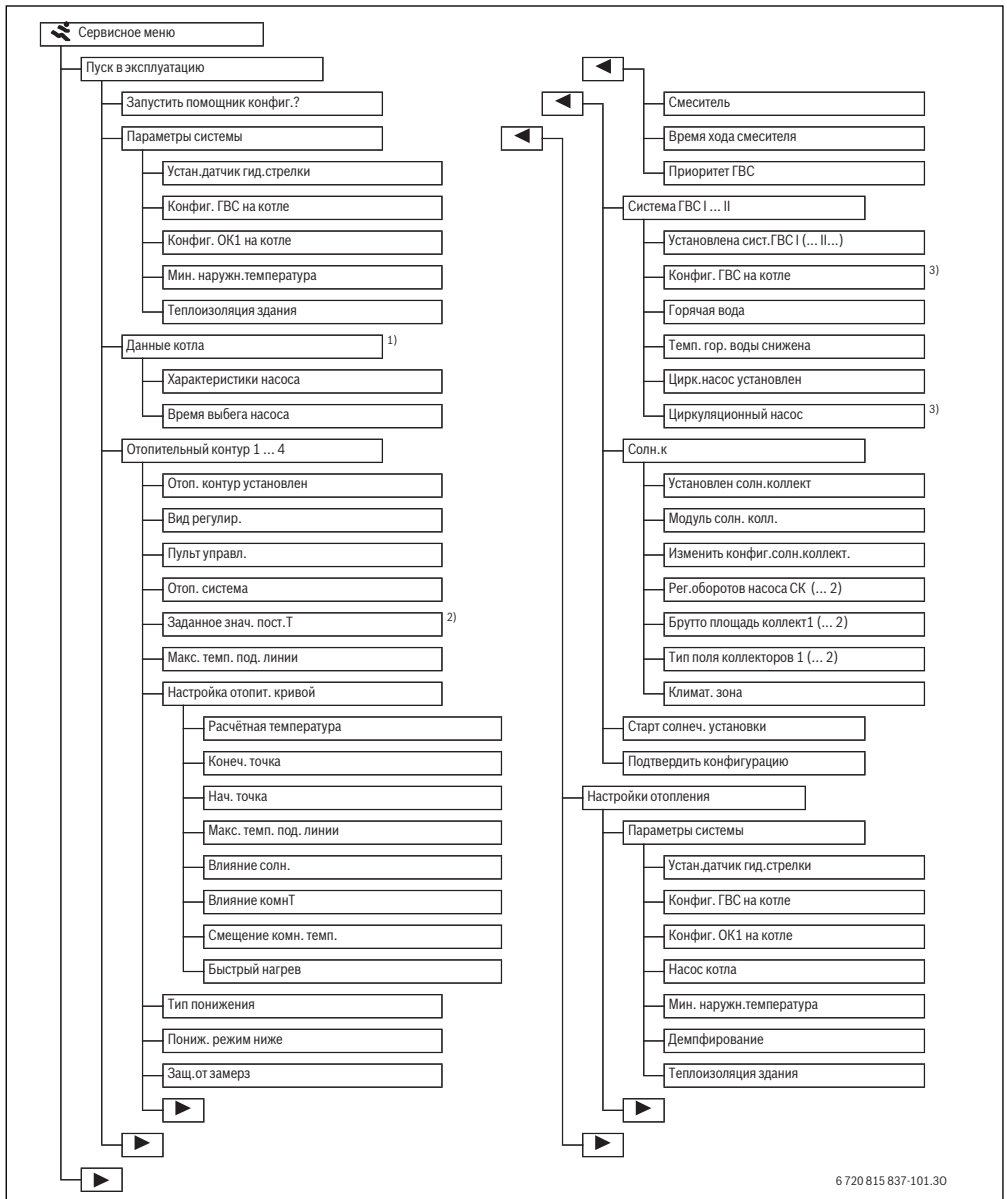 Сервисное меню
Пуск в эксплуатацию
Запустить помощник конфиг.?
Параметры системы
Устан.датчик гид.стрелки
Конфиг. ГВС на котле
Конфиг. ОК1 на котле
Мин. наружн.температура
Теплоизоляция здания
Данные котла 1)
Характеристики насоса
Время выбега насоса
Отопительный контур 1 ... 4
Отоп. контур установлен
Вид регулир.
Пульт управл.
Отоп. система
Заданное знач. пост.Т 2)
Макс. темп. под. линии
Настройка отопит. кривой
Расчётная температура
Конеч. точка
Нач. точка
Макс. темп. под. линии
Влияние солн.
Влияние комнТ
Смещение комн. темп.
Быстрый нагрев
Тип понижения
Пониж. режим ниже
Защ.от замерз
Смеситель
Время хода смесителя
Приоритет ГВС
Система ГВС I ... II
Установлена сист.ГВС I (... II...)
Конфиг. ГВС на котле 3)
Горячая вода
Темп. гор. воды снижена
Цирк.насос установлен
Циркуляционный насос 3)
Солн.к
Установлен солн.коллект
Модуль солн. колл.
Изменить конфиг.солн.коллект.
Рег.оборотов насоса СК (... 2)
Брутто площадь коллект1 (... 2)
Тип поля коллекторов 1 (... 2)
Климат. зона
Старт солнеч. установки
Подтвердить конфигурацию
Настройки отопления
Параметры системы
Устан.датчик гид.стрелки
Конфиг. ГВС на котле
Конфиг. ОК1 на котле
Насос котла
Мин. наружн.температура
Демпфирование
Теплоизоляция здания
6 720 815 837-101.3O